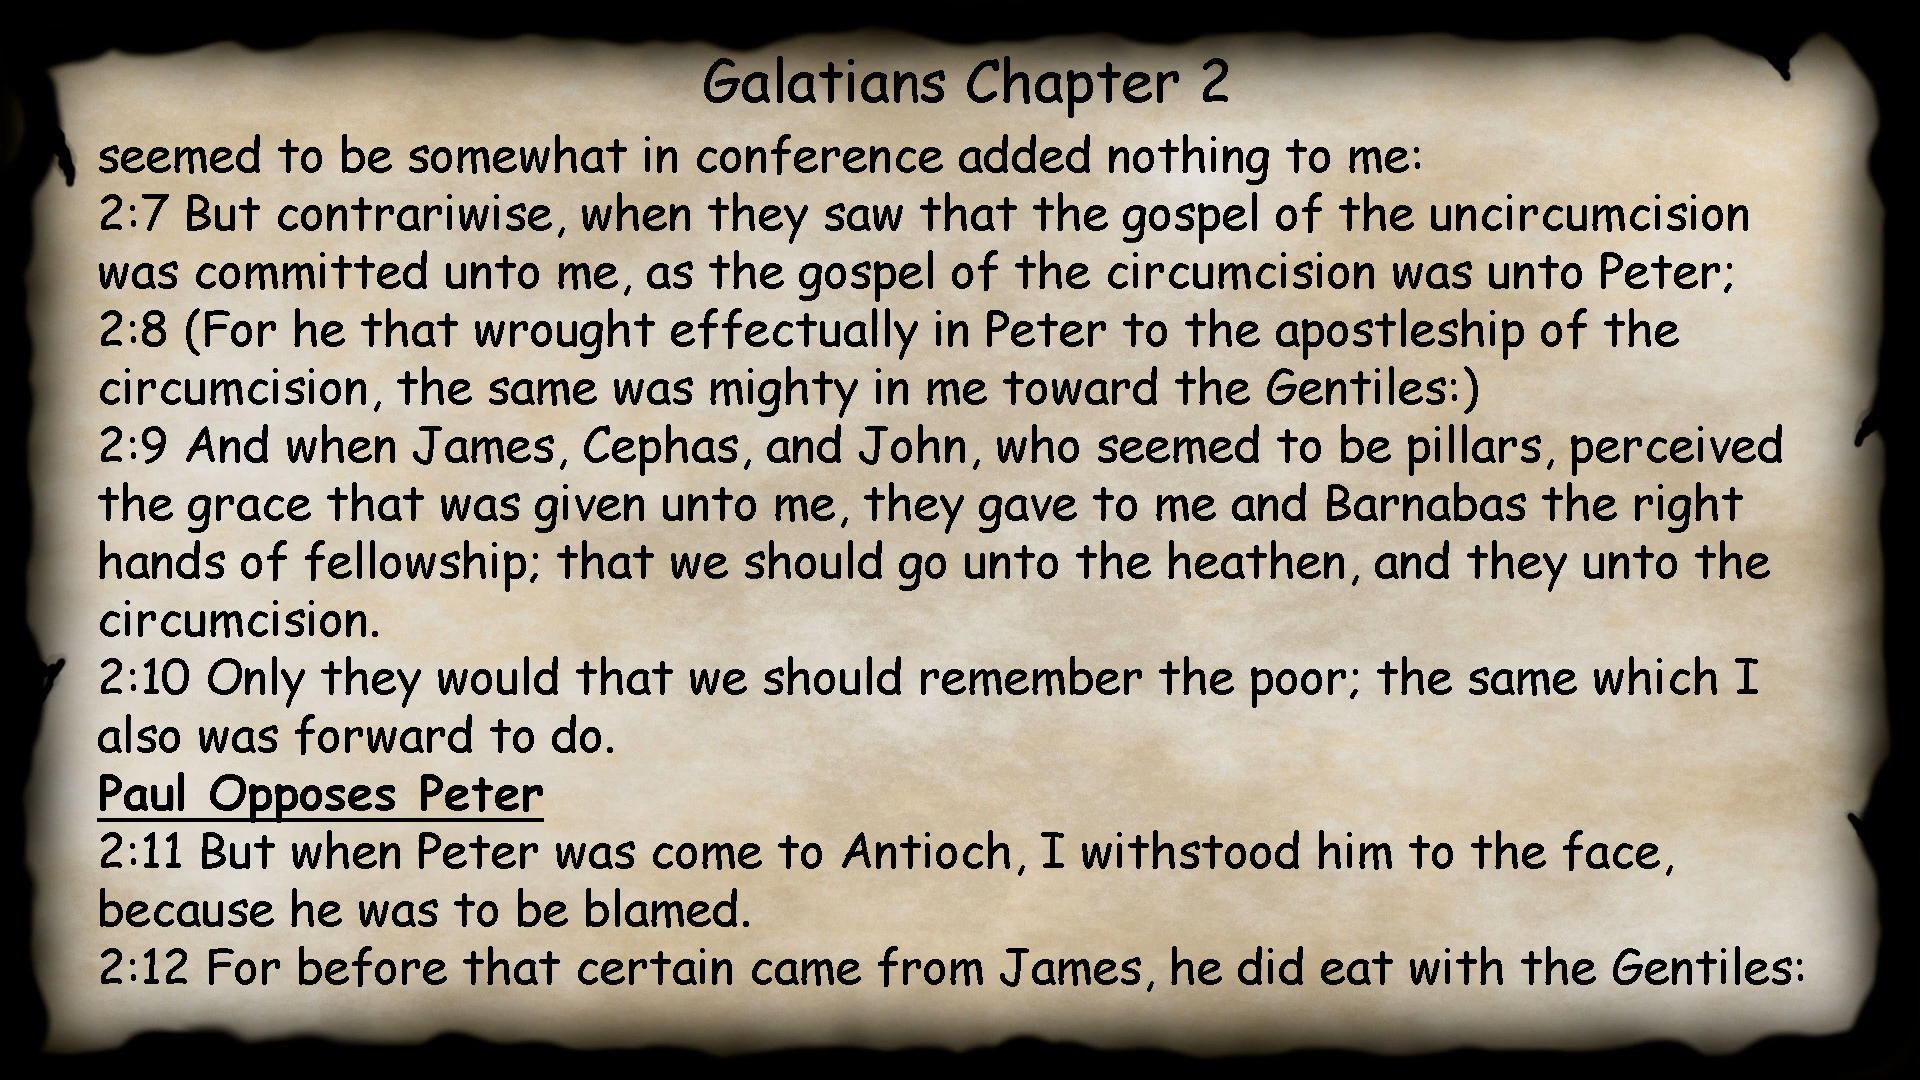 Galatians Chapter 2
seemed to be somewhat in conference added nothing to me:
2:7 But contrariwise, when they saw that the gospel of the uncircumcision
was committed unto me, as the gospel of the circumcision was unto Peter;
2:8 (For he that wrought effectually in Peter to the apostleship of the
circumcision, the same was mighty in me toward the Gentiles:)
2:9 And when James, Cephas, and John, who seemed to be pillars, perceived
the grace that was given unto me, they gave to me and Barnabas the right
hands of fellowship; that we should go unto the heathen, and they unto the
circumcision.
2:10 Only they would that we should remember the poor; the same which I
also was forward to do.
Paul Opposes Peter
2:11 But when Peter was come to Antioch, I withstood him to the face,
because he was to be blamed.
2:12 For before that certain came from James, he did eat with the Gentiles: